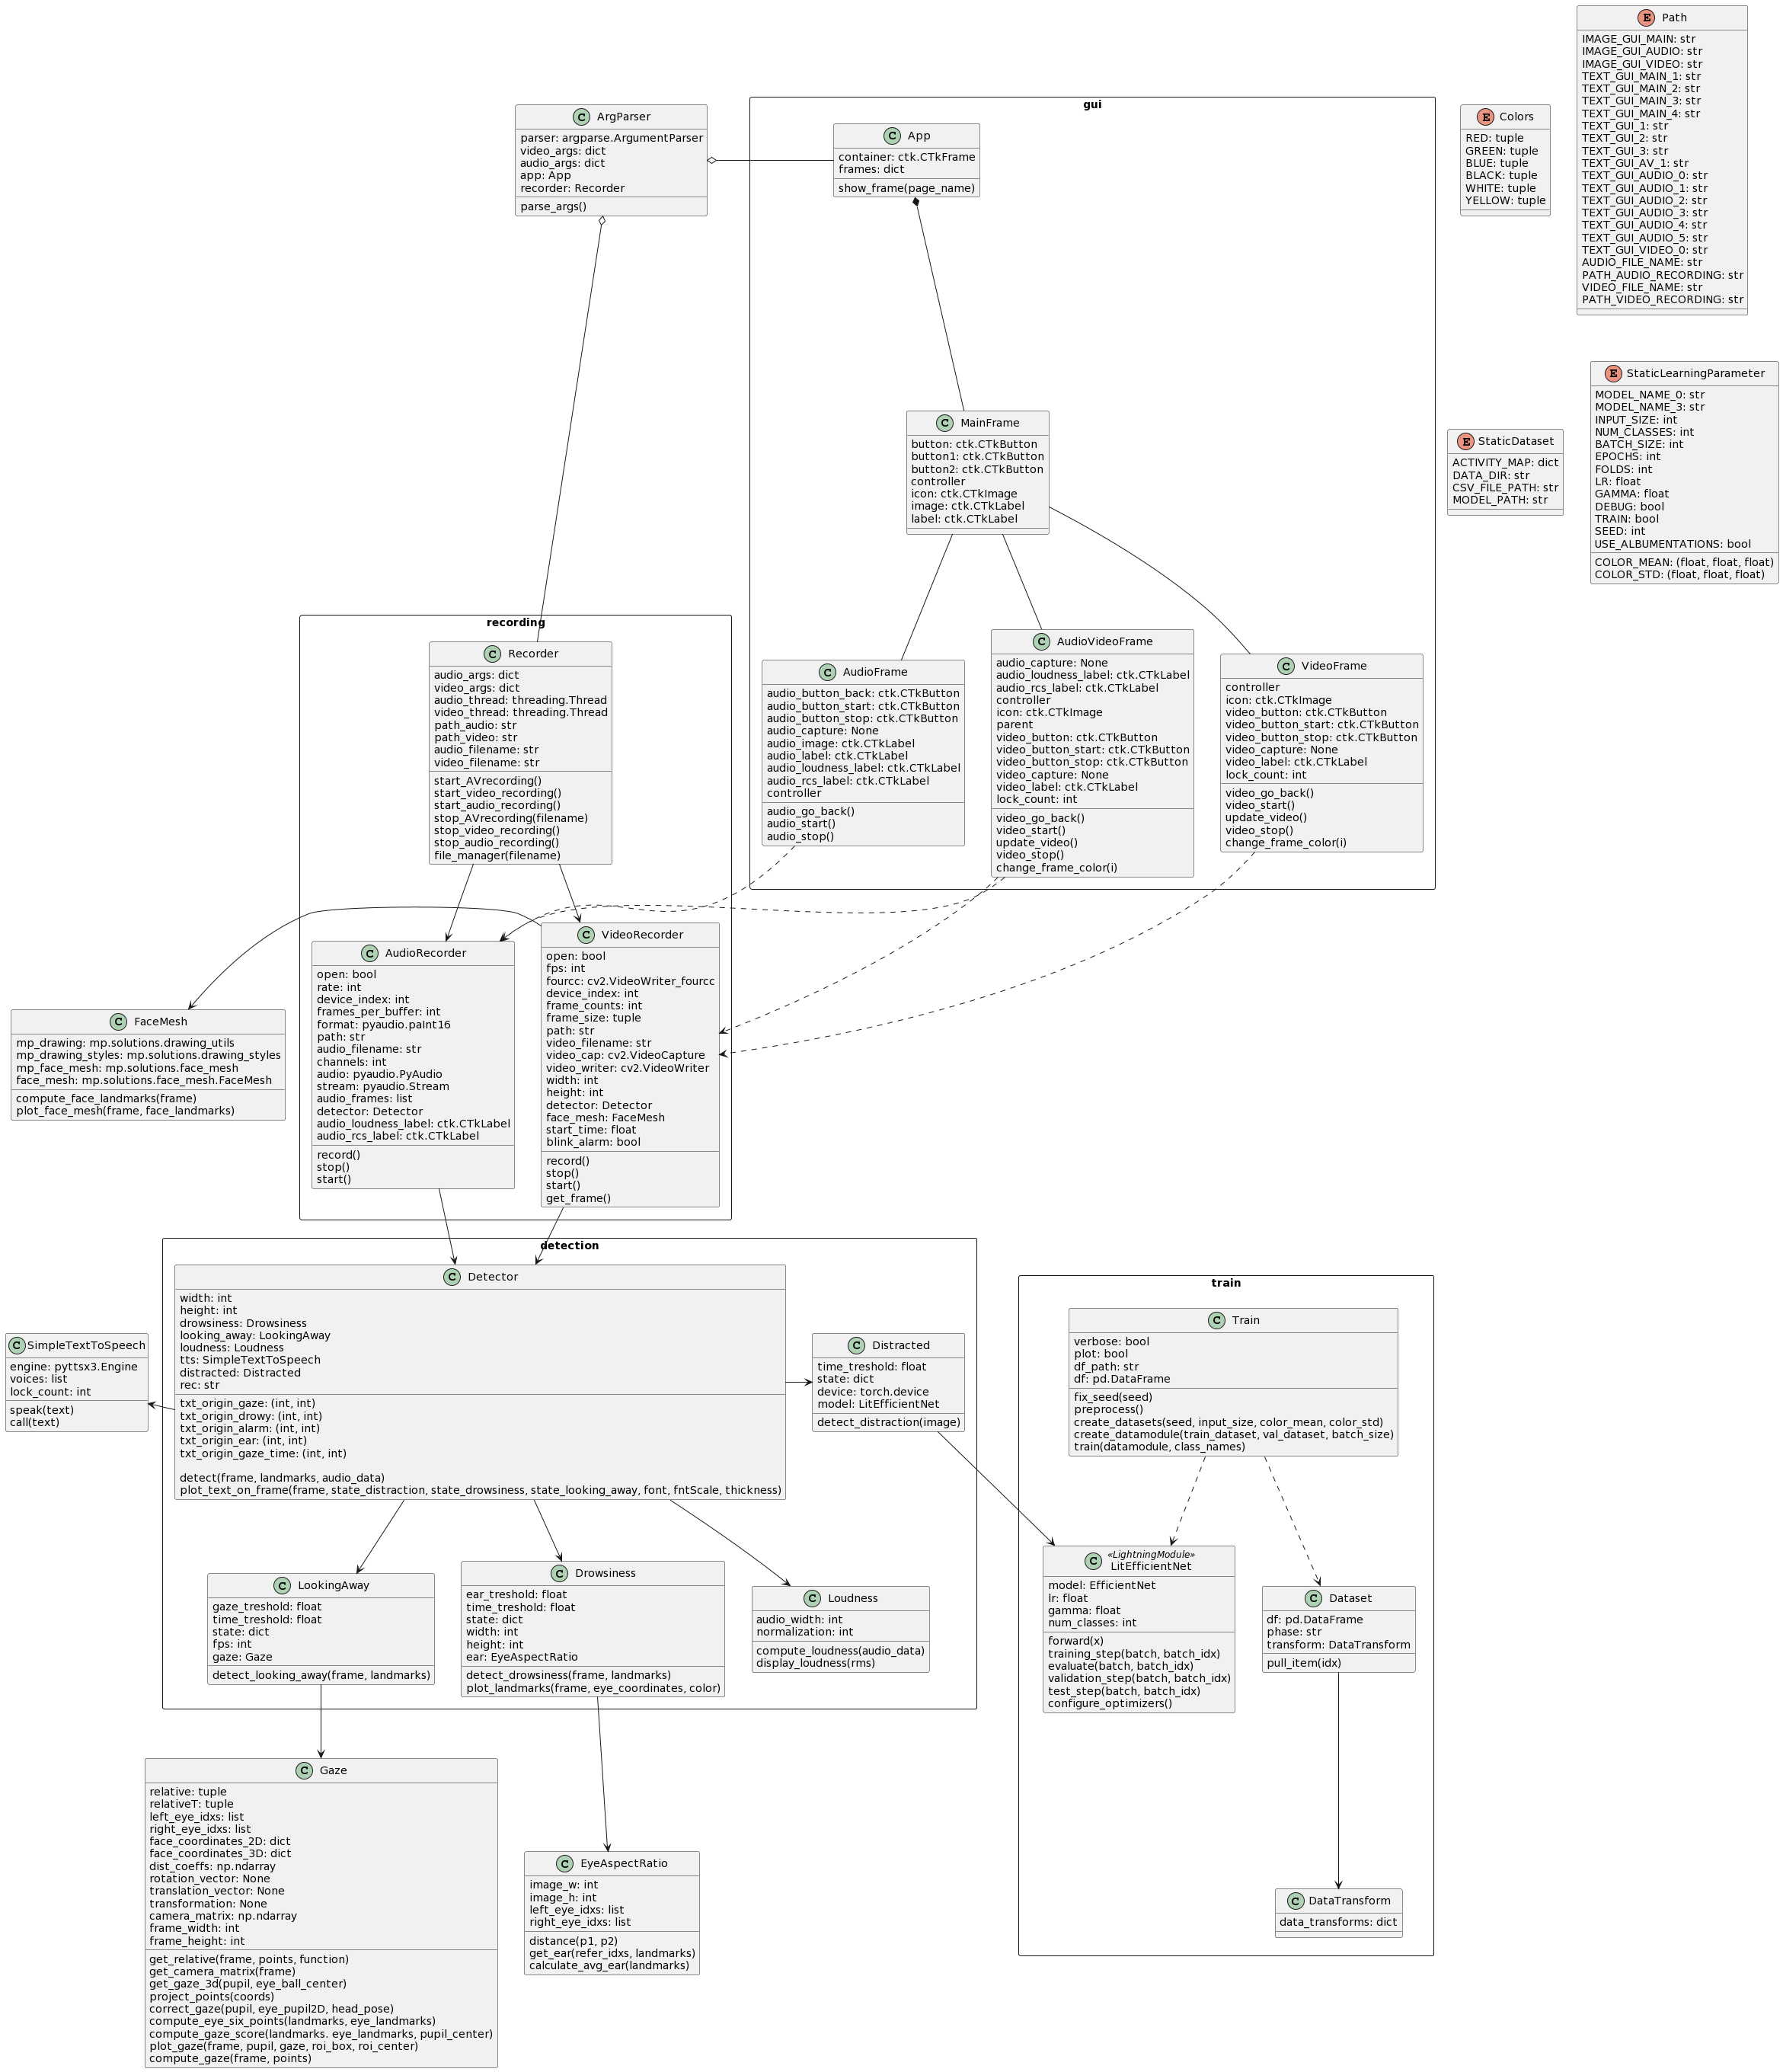 E Path
IMAGE_GUI_MAIN: str
IMAGE_GUI_AUDIO: str
IMAGE_GUI_VIDEO: str
TEXT_GUI_MAIN_1: str
TEXT_GUI_MAIN_2: str
TEXT_GUI_MAIN_3: str
TEXT_GUI_MAIN_4: str
TEXT_GUI_1: str
TEXT_GUI_2: str
TEXT_GUI_3: str
TEXT_GUI_AV_1: str
TEXT_GUI_AUDIO_0: str
TEXT_GUI_AUDIO_1: str
TEXT_GUI_AUDIO_2: str
TEXT_GUI_AUDIO_3: str
TEXT_GUI_AUDIO_4: str
TEXT_GUI_AUDIO_5: str
TEXT_GUI_VIDEO_0: str
AUDIO_FILE_NAME: str
PATH_AUDIO_RECORDING: str
VIDEO_FILE_NAME: str
PATH_VIDEO_RECORDING: str
C ArgParser
parser: argparse.ArgumentParser
video_args: dict
audio_args: dict
app: App
recorder: Recorder
parse_args()
gui
C App
container: ctk.CTkFrame
frames: dict
show_frame(page_name)
E Colors
RED: tuple
GREEN: tuple
BLUE: tuple
BLACK: tuple
WHITE: tuple
YELLOW: tuple
C MainFrame
button: ctk.CTkButton
button1: ctk.CTkButton
button2: ctk.CTkButton
controller
icon: ctk.CTkImage
image: ctk.CTkLabel
label: ctk.CTkLabel
E StaticDataset
ACTIVITY_MAP: dict
DATA_DIR: str
CSV_FILE_PATH: str
MODEL_PATH: str
E StaticLearningParameter
MODEL_NAME_0: str
MODEL_NAME_3: str
INPUT_SIZE: int
NUM_CLASSES: int
BATCH_SIZE: int
EPOCHS: int
FOLDS: int
LR: float
GAMMA: float
DEBUG: bool
TRAIN: bool
SEED: int
USE_ALBUMENTATIONS: bool
COLOR_MEAN: (float, float, float)
COLOR_STD: (float, float, float)
recording
C Recorder
audio_args: dict
video_args: dict
audio_thread: threading.Thread
video_thread: threading.Thread
path_audio: str
path_video: str
audio_filename: str
video_filename: str
start_AVrecording()
start_video_recording()
start_audio_recording()
stop_AVrecording(filename)
stop_video_recording()
stop_audio_recording()
file_manager(filename)
C AudioFrame
audio_button_back: ctk.CTkButton
audio_button_start: ctk.CTkButton
audio_button_stop: ctk.CTkButton
audio_capture: None
audio_image: ctk.CTkLabel
audio_label: ctk.CTkLabel
audio_loudness_label: ctk.CTkLabel
audio_rcs_label: ctk.CTkLabel
controller
audio_go_back()
audio_start()
audio_stop()
C AudioVideoFrame
audio_capture: None
audio_loudness_label: ctk.CTkLabel
audio_rcs_label: ctk.CTkLabel
controller
icon: ctk.CTkImage
parent
video_button: ctk.CTkButton
video_button_start: ctk.CTkButton
video_button_stop: ctk.CTkButton
video_capture: None
video_label: ctk.CTkLabel
lock_count: int
video_go_back()
video_start()
update_video()
video_stop()
change_frame_color(i)
C VideoFrame
controller
icon: ctk.CTkImage
video_button: ctk.CTkButton
video_button_start: ctk.CTkButton
video_button_stop: ctk.CTkButton
video_capture: None
video_label: ctk.CTkLabel
lock_count: int
video_go_back()
video_start()
update_video()
video_stop()
change_frame_color(i)
C FaceMesh
mp_drawing: mp.solutions.drawing_utils
mp_drawing_styles: mp.solutions.drawing_styles
mp_face_mesh: mp.solutions.face_mesh
face_mesh: mp.solutions.face_mesh.FaceMesh
compute_face_landmarks(frame)
plot_face_mesh(frame, face_landmarks)
C AudioRecorder
open: bool
rate: int
device_index: int
frames_per_buffer: int
format: pyaudio.paInt16
path: str
audio_filename: str
channels: int
audio: pyaudio.PyAudio
stream: pyaudio.Stream
audio_frames: list
detector: Detector
audio_loudness_label: ctk.CTkLabel
audio_rcs_label: ctk.CTkLabel
record()
stop()
start()
C VideoRecorder
open: bool
fps: int
fourcc: cv2.VideoWriter_fourcc
device_index: int
frame_counts: int
frame_size: tuple
path: str
video_filename: str
video_cap: cv2.VideoCapture
video_writer: cv2.VideoWriter
width: int
height: int
detector: Detector
face_mesh: FaceMesh
start_time: float
blink_alarm: bool
record()
stop()
start()
get_frame()
detection
C SimpleTextToSpeech
engine: pyttsx3.Engine
voices: list
lock_count: int
speak(text)
call(text)
C Detector
width: int
height: int
drowsiness: Drowsiness
looking_away: LookingAway
loudness: Loudness
tts: SimpleTextToSpeech
distracted: Distracted
rec: str
txt_origin_gaze: (int, int)
txt_origin_drowy: (int, int)
txt_origin_alarm: (int, int)
txt_origin_ear: (int, int)
txt_origin_gaze_time: (int, int)
detect(frame, landmarks, audio_data)
plot_text_on_frame(frame, state_distraction, state_drowsiness, state_looking_away, font, fntScale, thickness)
C Distracted
time_treshold: float
state: dict
device: torch.device
model: LitEfficientNet
detect_distraction(image)
train
C Train
verbose: bool
plot: bool
df_path: str
df: pd.DataFrame
fix_seed(seed)
preprocess()
create_datasets(seed, input_size, color_mean, color_std)
create_datamodule(train_dataset, val_dataset, batch_size)
train(datamodule, class_names)
C LookingAway
gaze_treshold: float
time_treshold: float
state: dict
fps: int
gaze: Gaze
detect_looking_away(frame, landmarks)
C Drowsiness
ear_treshold: float
time_treshold: float
state: dict
width: int
height: int
ear: EyeAspectRatio
detect_drowsiness(frame, landmarks)
plot_landmarks(frame, eye_coordinates, color)
C Loudness
audio_width: int
normalization: int
compute_loudness(audio_data)
display_loudness(rms)
«LightningModule»
C LitEfficientNet
model: EfficientNet
lr: float
gamma: float
num_classes: int
forward(x)
training_step(batch, batch_idx)
evaluate(batch, batch_idx)
validation_step(batch, batch_idx)
test_step(batch, batch_idx)
configure_optimizers()
C Dataset
df: pd.DataFrame
phase: str
transform: DataTransform
pull_item(idx)
C Gaze
relative: tuple
relativeT: tuple
left_eye_idxs: list
right_eye_idxs: list
face_coordinates_2D: dict
face_coordinates_3D: dict
dist_coeffs: np.ndarray
rotation_vector: None
translation_vector: None
transformation: None
camera_matrix: np.ndarray
frame_width: int
frame_height: int
get_relative(frame, points, function)
get_camera_matrix(frame)
get_gaze_3d(pupil, eye_ball_center)
project_points(coords)
correct_gaze(pupil, eye_pupil2D, head_pose)
compute_eye_six_points(landmarks, eye_landmarks)
compute_gaze_score(landmarks. eye_landmarks, pupil_center)
plot_gaze(frame, pupil, gaze, roi_box, roi_center)
compute_gaze(frame, points)
C EyeAspectRatio
image_w: int
image_h: int
left_eye_idxs: list
right_eye_idxs: list
distance(p1, p2)
get_ear(refer_idxs, landmarks)
calculate_avg_ear(landmarks)
C DataTransform
data_transforms: dict